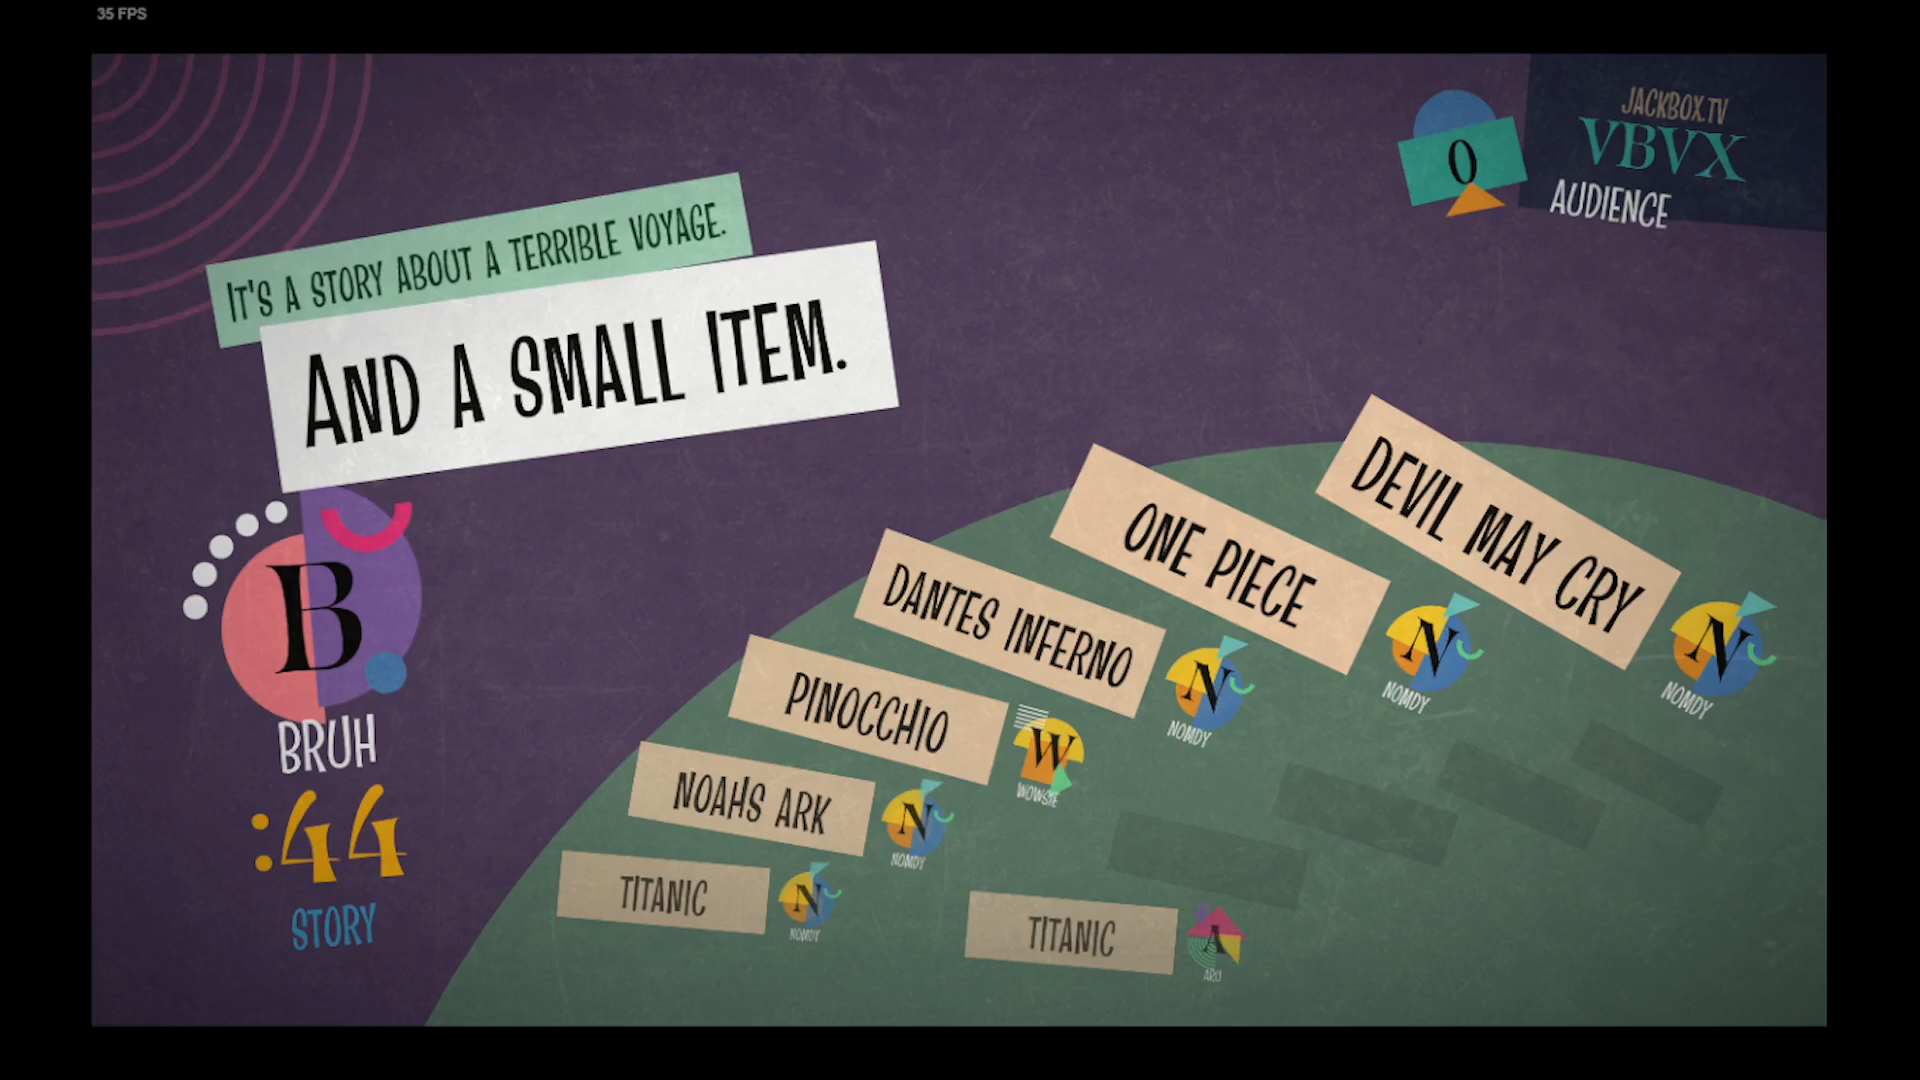 35 FPS
JACKBOX.TV
VBVX
0
AUDIENCE
IT'S A STORY ABOUT A TERRIBLE VOYAGE.
AND A SMALL ITEM.
B
BRUH
:44
STORY
DEVIL MAY CRY
N
NOMDY
ONE PIECE
N
NOMDY
DANTES INFERNO
N
NOMDY
PINOCCHIO
W
WOWSIE
NOAHS ARK
N
NOMDY
TITANIC
N
NOMDY
TITANIC
A